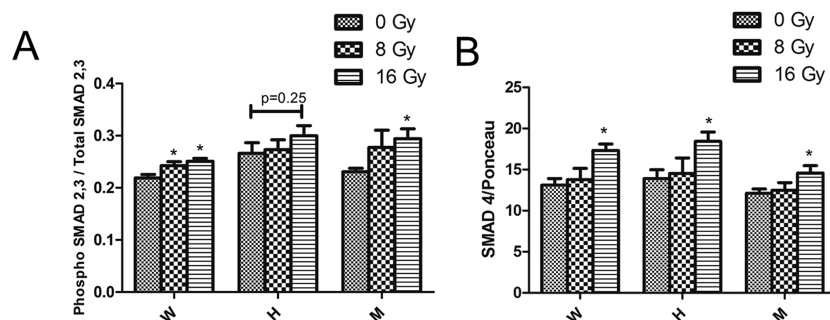 A
0 Gy
8 Gy
16 Gy
Phospho SMAD 2,3 / Total SMAD 2,3
0.4
0.3
0.2
0.1
0.0
p=0.25
*
*
*
W
H
M
B
0 Gy
8 Gy
16 Gy
SMAD 4/Ponceau
25
20
15
10
5
0
*
*
*
W
H
M